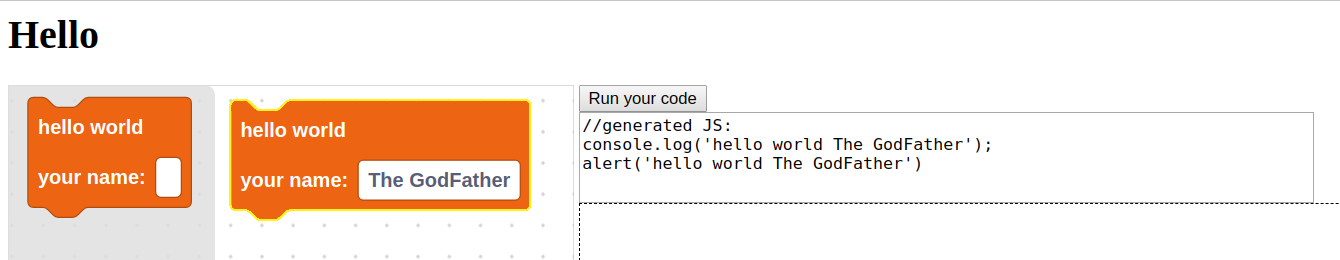 Hello
hello world
your name:
hello world
your name: The GodFather
Run your code
//generated JS:
console.log('hello world The GodFather');
alert('hello world The GodFather')